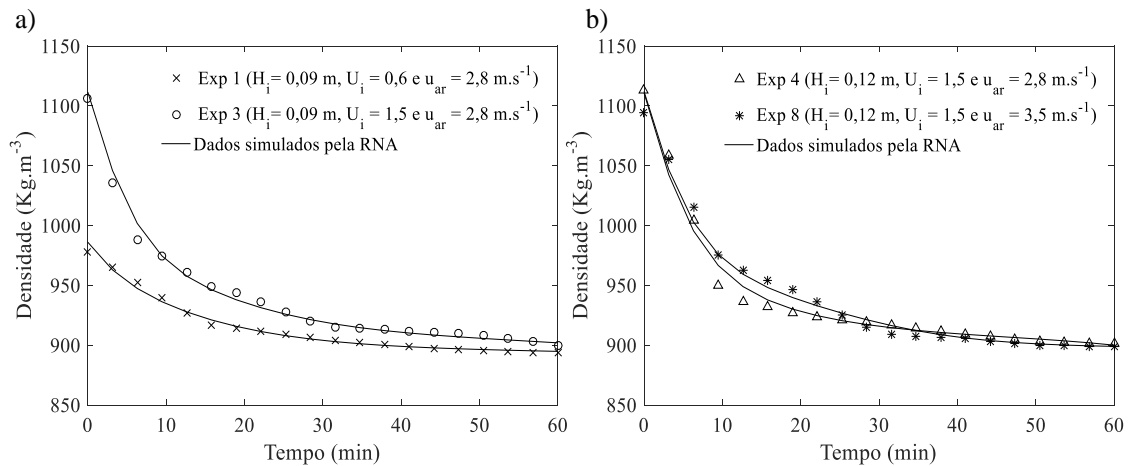 a)
1150
1100
1050
1000
950
900
850
Densidade (Kg.m-3)
× Exp 1 (Hi= 0,09 m, Ui = 0,6 e uar = 2,8 m.s-1)
○ Exp 3 (Hi= 0,09 m, Ui = 1,5 e uar = 2,8 m.s-1)
Dados simulados pela RNA
0 10 20 30 40 50 60
Tempo (min)
b)
1150
1100
1050
1000
950
900
850
Densidade (Kg.m-3)
△ Exp 4 (Hi= 0,12 m, Ui = 1,5 e uar = 2,8 m.s-1)
* Exp 8 (Hi= 0,12 m, Ui = 1,5 e uar = 3,5 m.s-1)
Dados simulados pela RNA
0 10 20 30 40 50 60
Tempo (min)